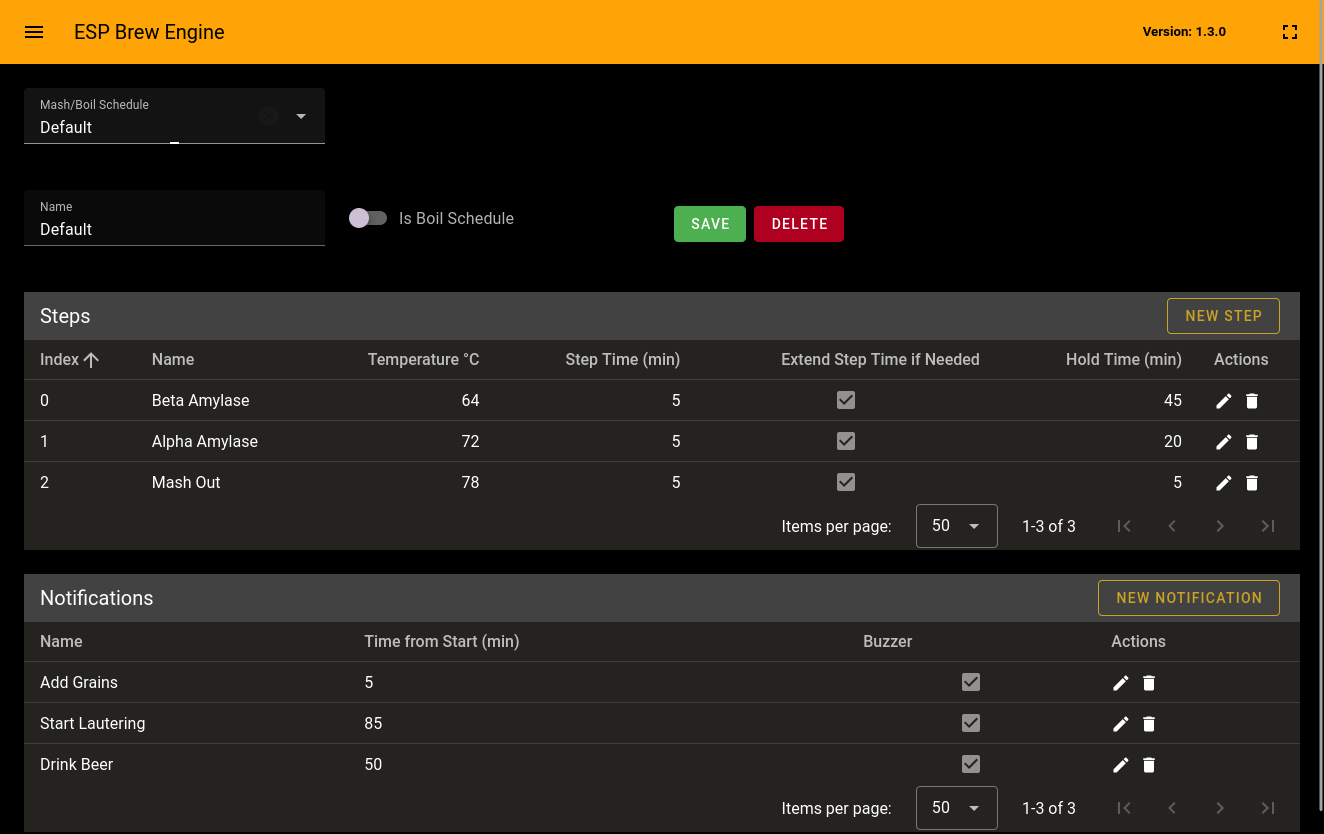 ESP Brew Engine Version: 1.3.0
Mash/Boil Schedule
Default
Name
Default
Is Boil Schedule SAVE DELETE
Steps NEW STEP
Index Name Temperature °C Step Time (min) Extend Step Time if Needed Hold Time (min) Actions
0 Beta Amylase 64 5 45
1 Alpha Amylase 72 5 20
2 Mash Out 78 5 5
Items per page: 50 1-3 of 3
Notifications NEW NOTIFICATION
Name Time from Start (min) Buzzer Actions
Add Grains 5
Start Lautering 85
Drink Beer 50
Items per page: 50 1-3 of 3